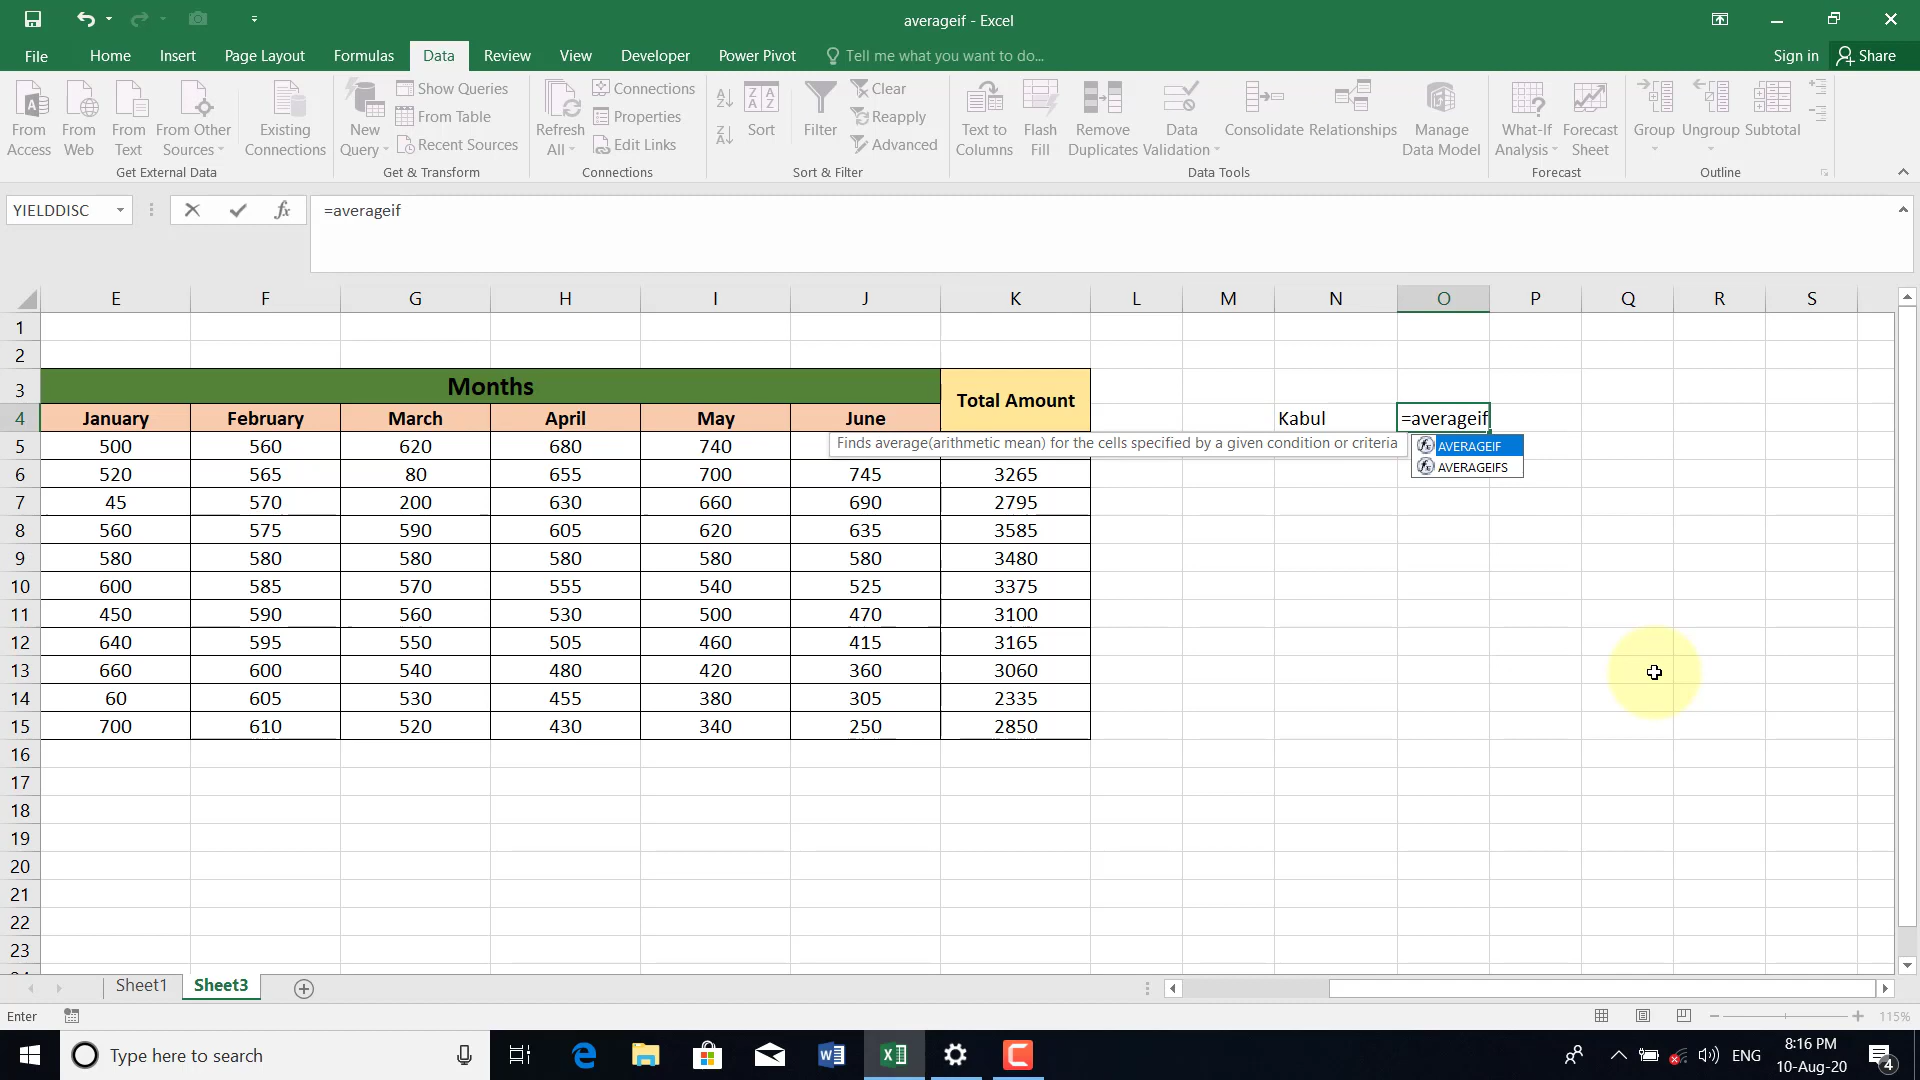 averageif - Excel
File Home Insert Page Layout Formulas Data Review View Developer Power Pivot Tell me what you want to do... Sign in Share
From Access
From Web
From Text
From Other Sources
Existing Connections
Get External Data
New Query
Show Queries
From Table
Recent Sources
Get & Transform
Refresh All
Connections
Properties
Edit Links
Connections
Sort
Filter
Clear
Reapply
Advanced
Sort & Filter
Text to Columns
Flash Fill
Remove Duplicates
Data Validation
Consolidate
Relationships
Manage Data Model
Data Tools
What-If Analysis
Forecast Sheet
Forecast
Group
Ungroup
Subtotal
Outline
YIELDDISC fx =averageif
E F G H I J K L M N O P Q R S
1
2
3 Months Total Amount
4 January February March April May June Kabul =averageif
5 500 560 620 680 740
Finds average(arithmetic mean) for the cells specified by a given condition or criteria
AVERAGEIF
AVERAGEIFS
6 520 565 80 655 700 745 3265
7 45 570 200 630 660 690 2795
8 560 575 590 605 620 635 3585
9 580 580 580 580 580 580 3480
10 600 585 570 555 540 525 3375
11 450 590 560 530 500 470 3100
12 640 595 550 505 460 415 3165
13 660 600 540 480 420 360 3060
14 60 605 530 455 380 305 2335
15 700 610 520 430 340 250 2850
16
17
18
19
20
21
22
23
Sheet1 Sheet3
Enter 115%
Type here to search
ENG
8:16 PM
10-Aug-20
4